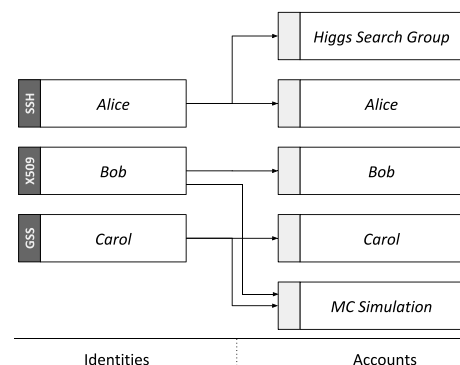 Higgs Search Group
SSH
Alice
Alice
X509
Bob
Bob
GSS
Carol
Carol
MC Simulation
Identities
Accounts